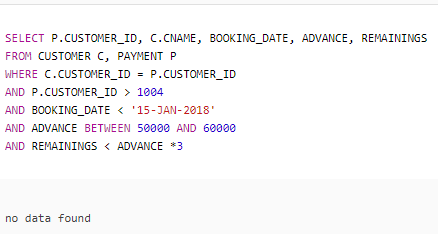 SELECT P.CUSTOMER_ID, C.CNAME, BOOKING_DATE, ADVANCE, REMAININGS
FROM CUSTOMER C, PAYMENT P
WHERE C.CUSTOMER_ID = P.CUSTOMER_ID
AND P.CUSTOMER_ID > 1004
AND BOOKING_DATE < '15-JAN-2018'
AND ADVANCE BETWEEN 50000 AND 60000
AND REMAININGS < ADVANCE *3
no data found